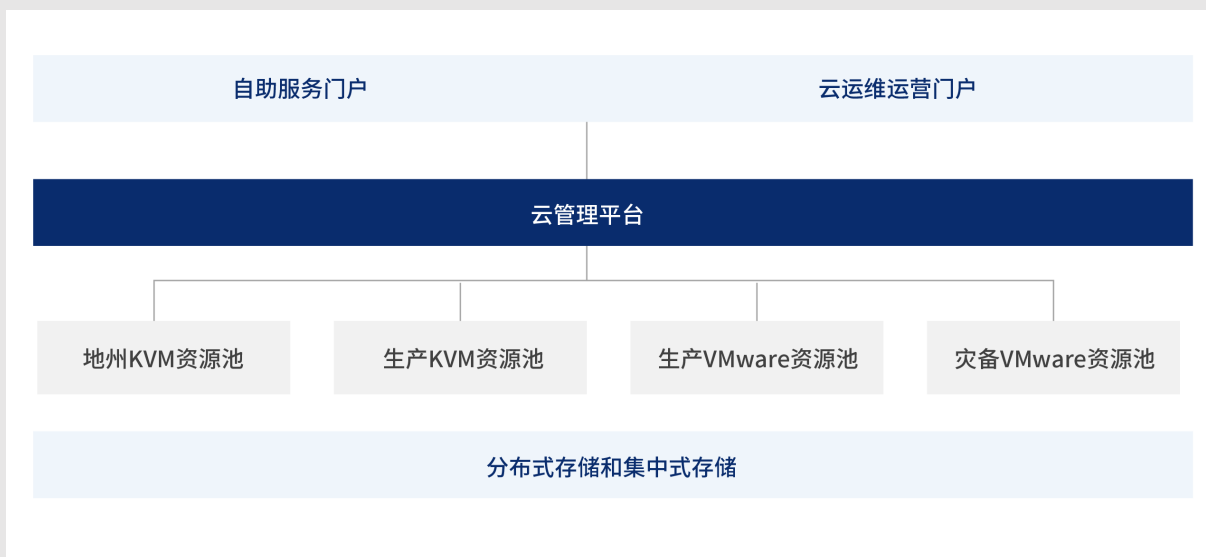 自助服务门户
云运维运营门户
云管理平台
地州KVM资源池
生产KVM资源池
生产VMware资源池
灾备VMware资源池
分布式存储和集中式存储